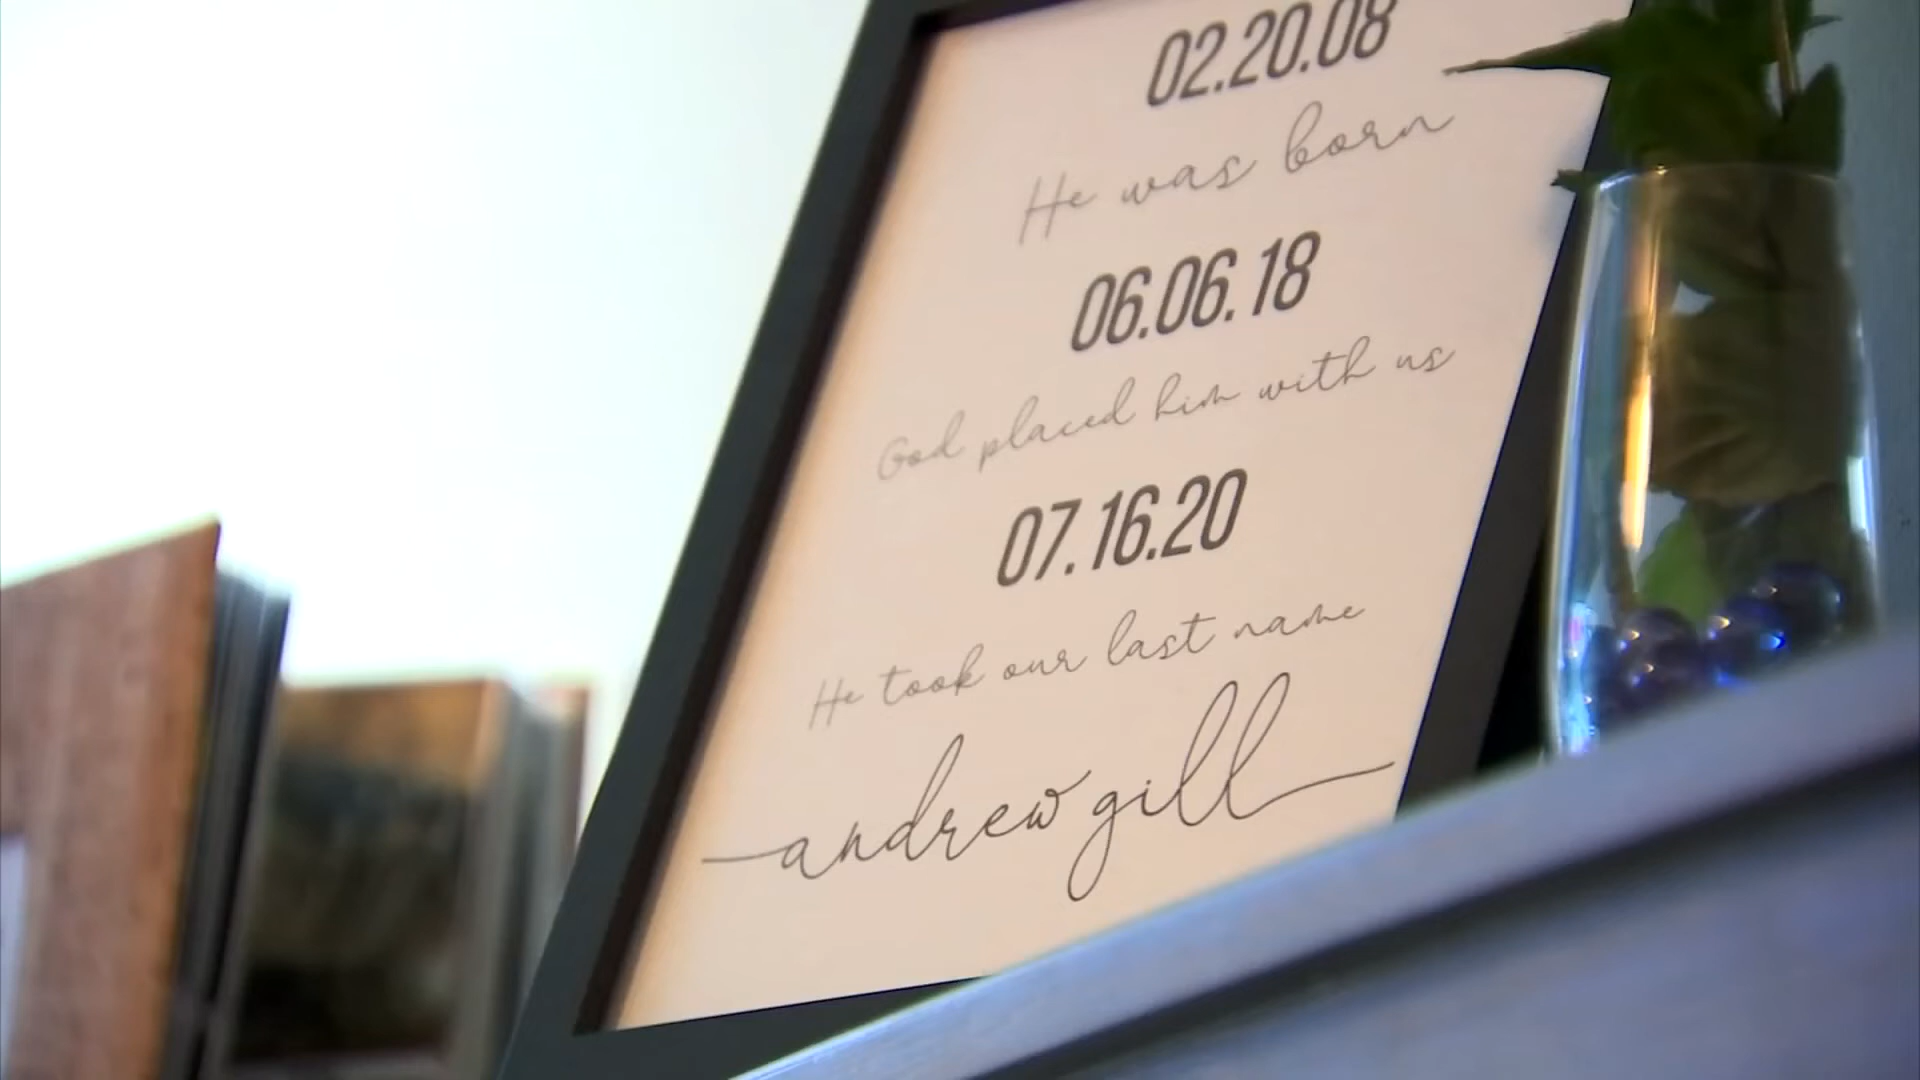 02.20.08
He was born
06.06.18
God placed him with us
07.16.20
He took our last name
andrew gill